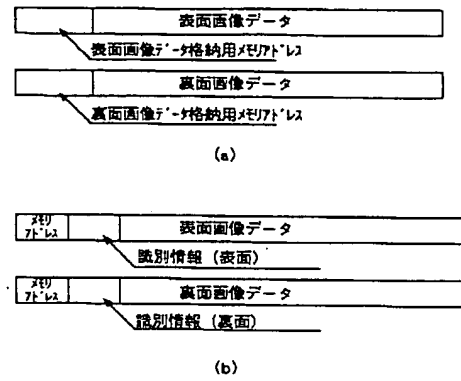 表面画像データ
表面画像データ格納用メモリアドレス
裏面画像データ
裏面画像データ格納用メモリアドレス
(a)
メモリ
アドレス
表面画像データ
識別情報 (表面)
メモリ
アドレス
裏面画像データ
識別情報 (裏面)
(b)